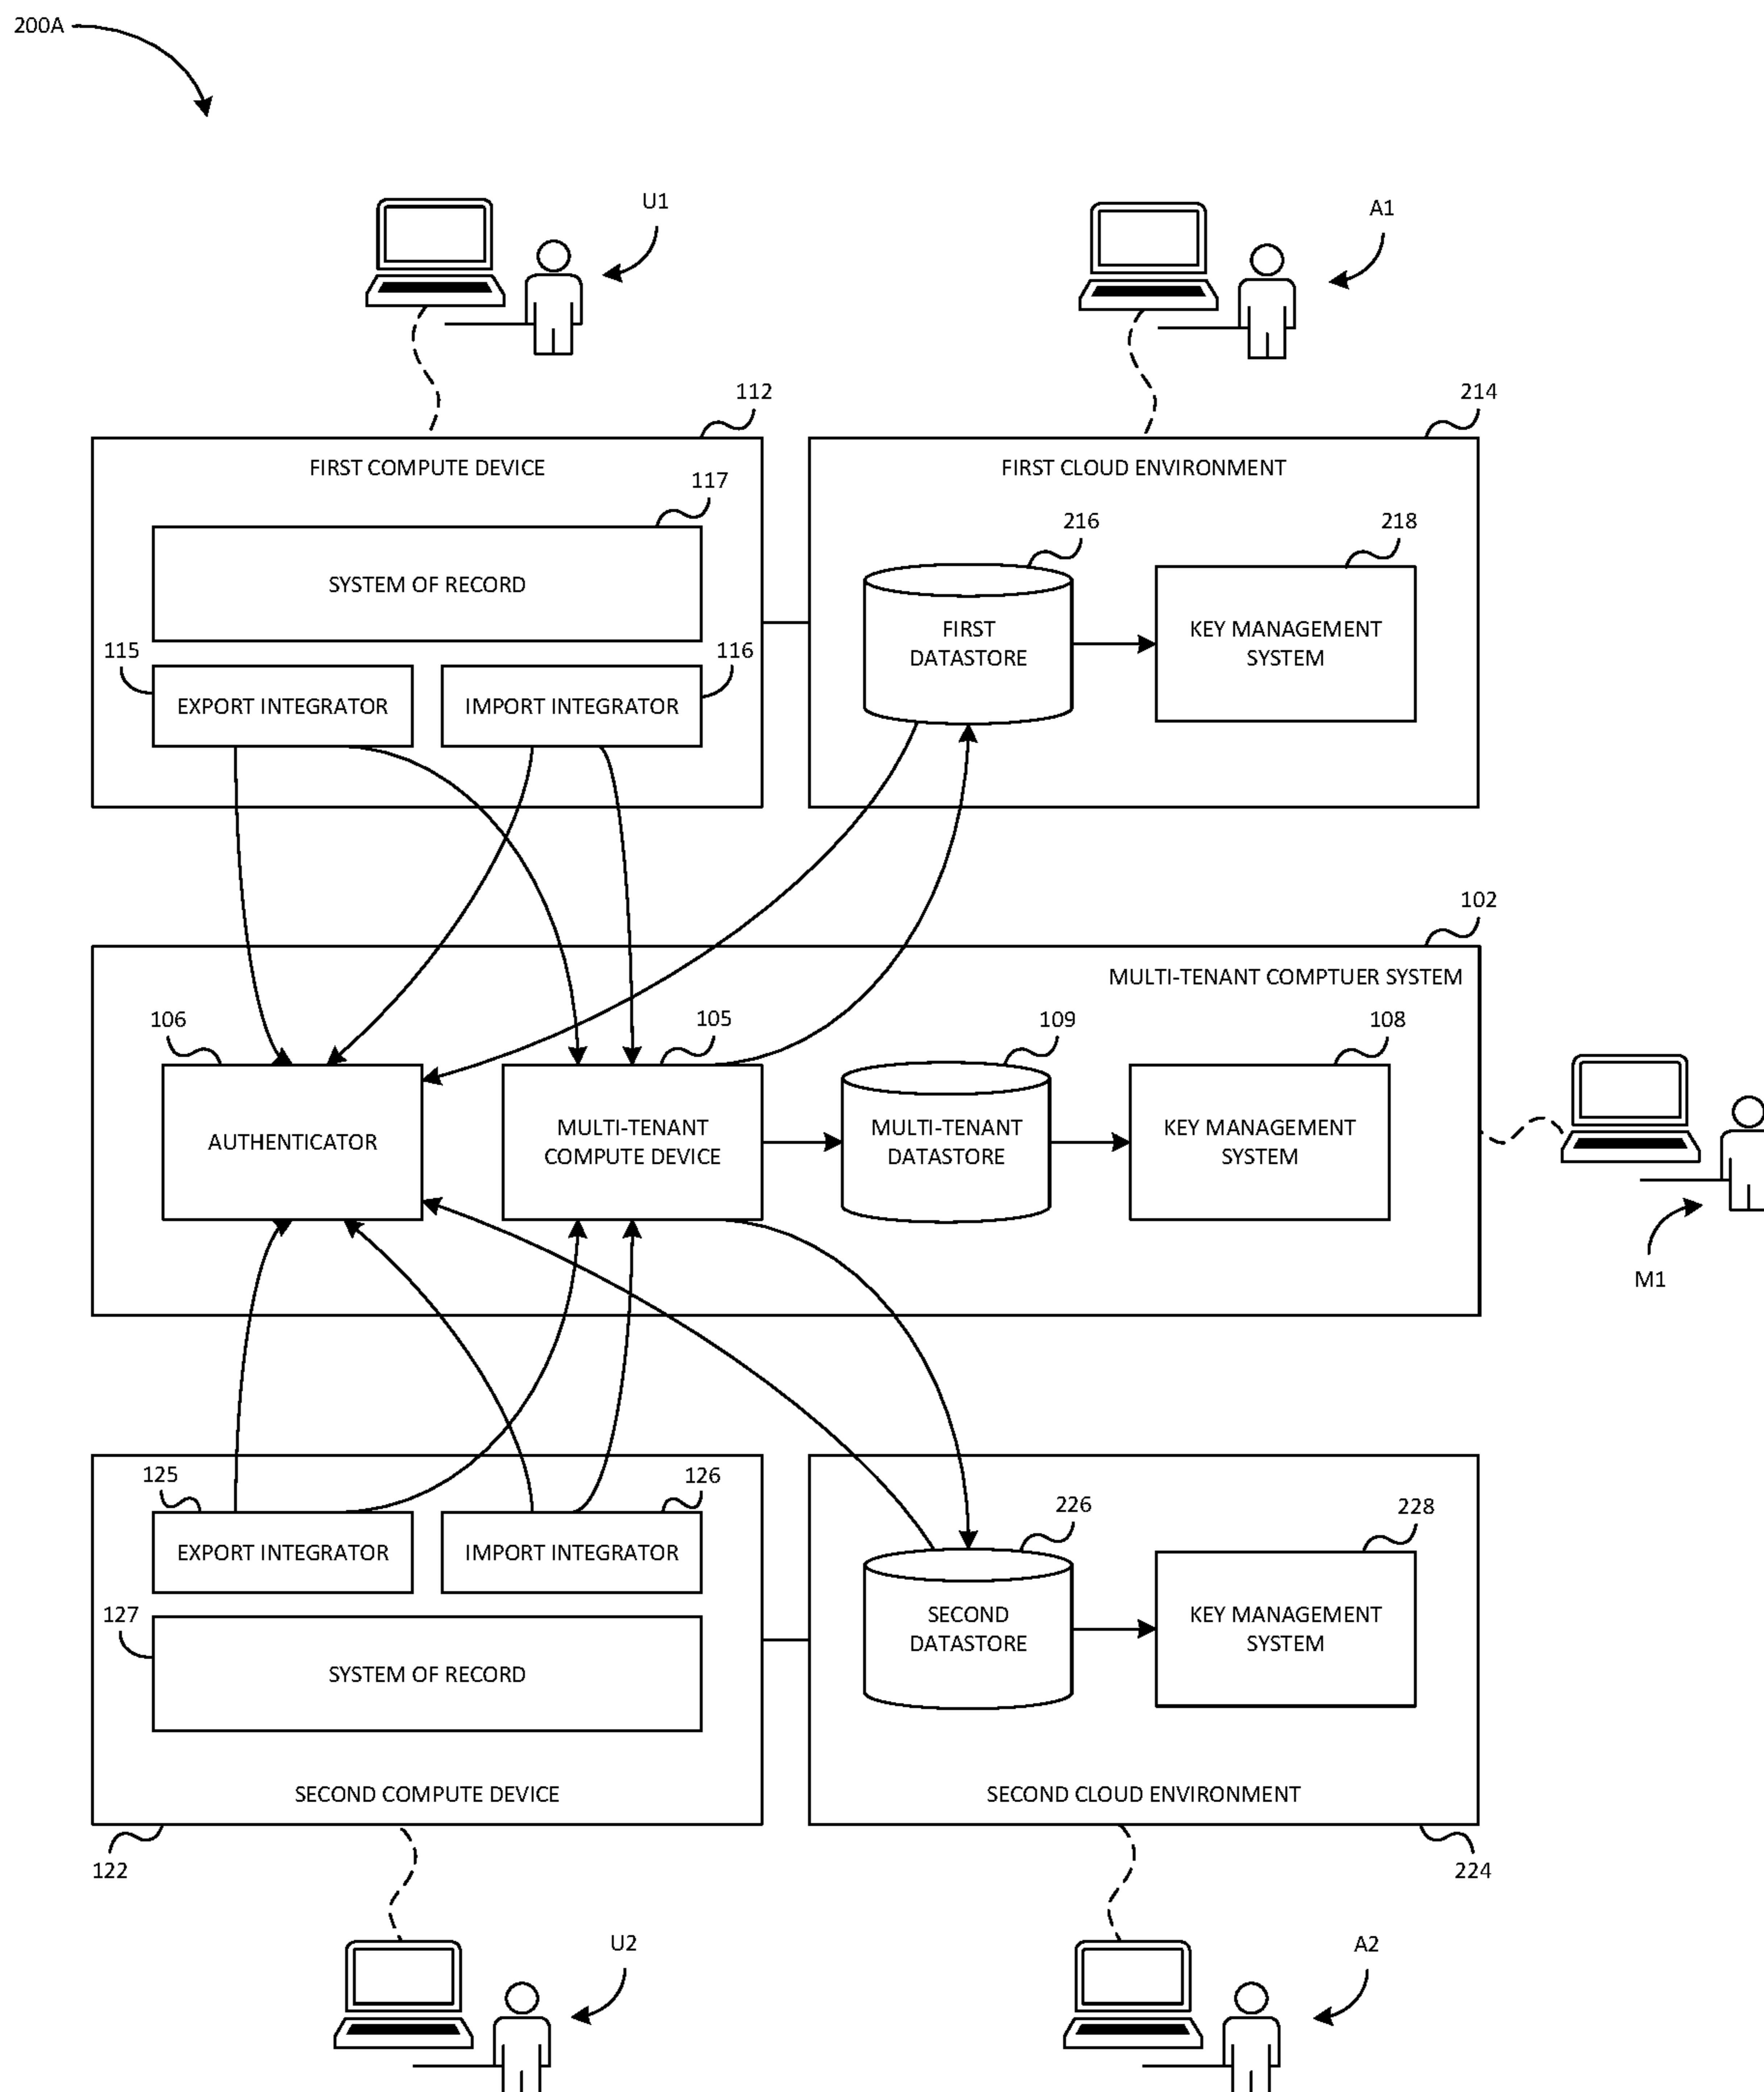 200A
U1
A1
112
214
FIRST COMPUTE DEVICE
FIRST CLOUD ENVIRONMENT
117
216
218
SYSTEM OF RECORD
FIRST
DATASTORE
KEY MANAGEMENT
SYSTEM
115
116
EXPORT INTEGRATOR
IMPORT INTEGRATOR
102
MULTI-TENANT COMPTUER SYSTEM
106
105
109
108
AUTHENTICATOR
MULTI-TENANT
COMPUTE DEVICE
MULTI-TENANT
DATASTORE
KEY MANAGEMENT
SYSTEM
M1
125
126
226
228
EXPORT INTEGRATOR
IMPORT INTEGRATOR
127
SYSTEM OF RECORD
SECOND
DATASTORE
KEY MANAGEMENT
SYSTEM
SECOND COMPUTE DEVICE
SECOND CLOUD ENVIRONMENT
122
224
U2
A2